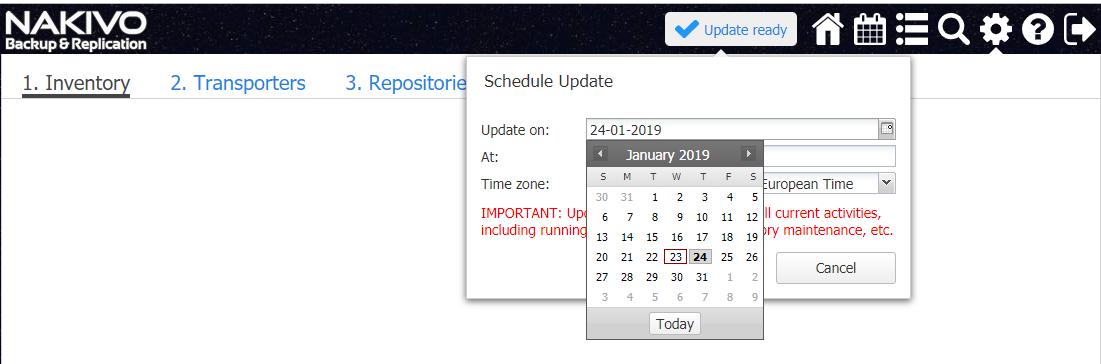 NAKIVO
Backup & Replication
Update ready
1. Inventory
2. Transporters
3. Repositorie
Schedule Update
Update on:
24-01-2019
At:
Time zone:
European Time
January 2019
S M T W T F S
30 31 1 2 3 4 5
6 7 8 9 10 11 12
13 14 15 16 17 18 19
20 21 22 23 24 25 26
27 28 29 30 31 1 2
3 4 5 6 7 8 9
Today
IMPORTANT: Upd
ll current activities,
including running
ory maintenance, etc.
Cancel